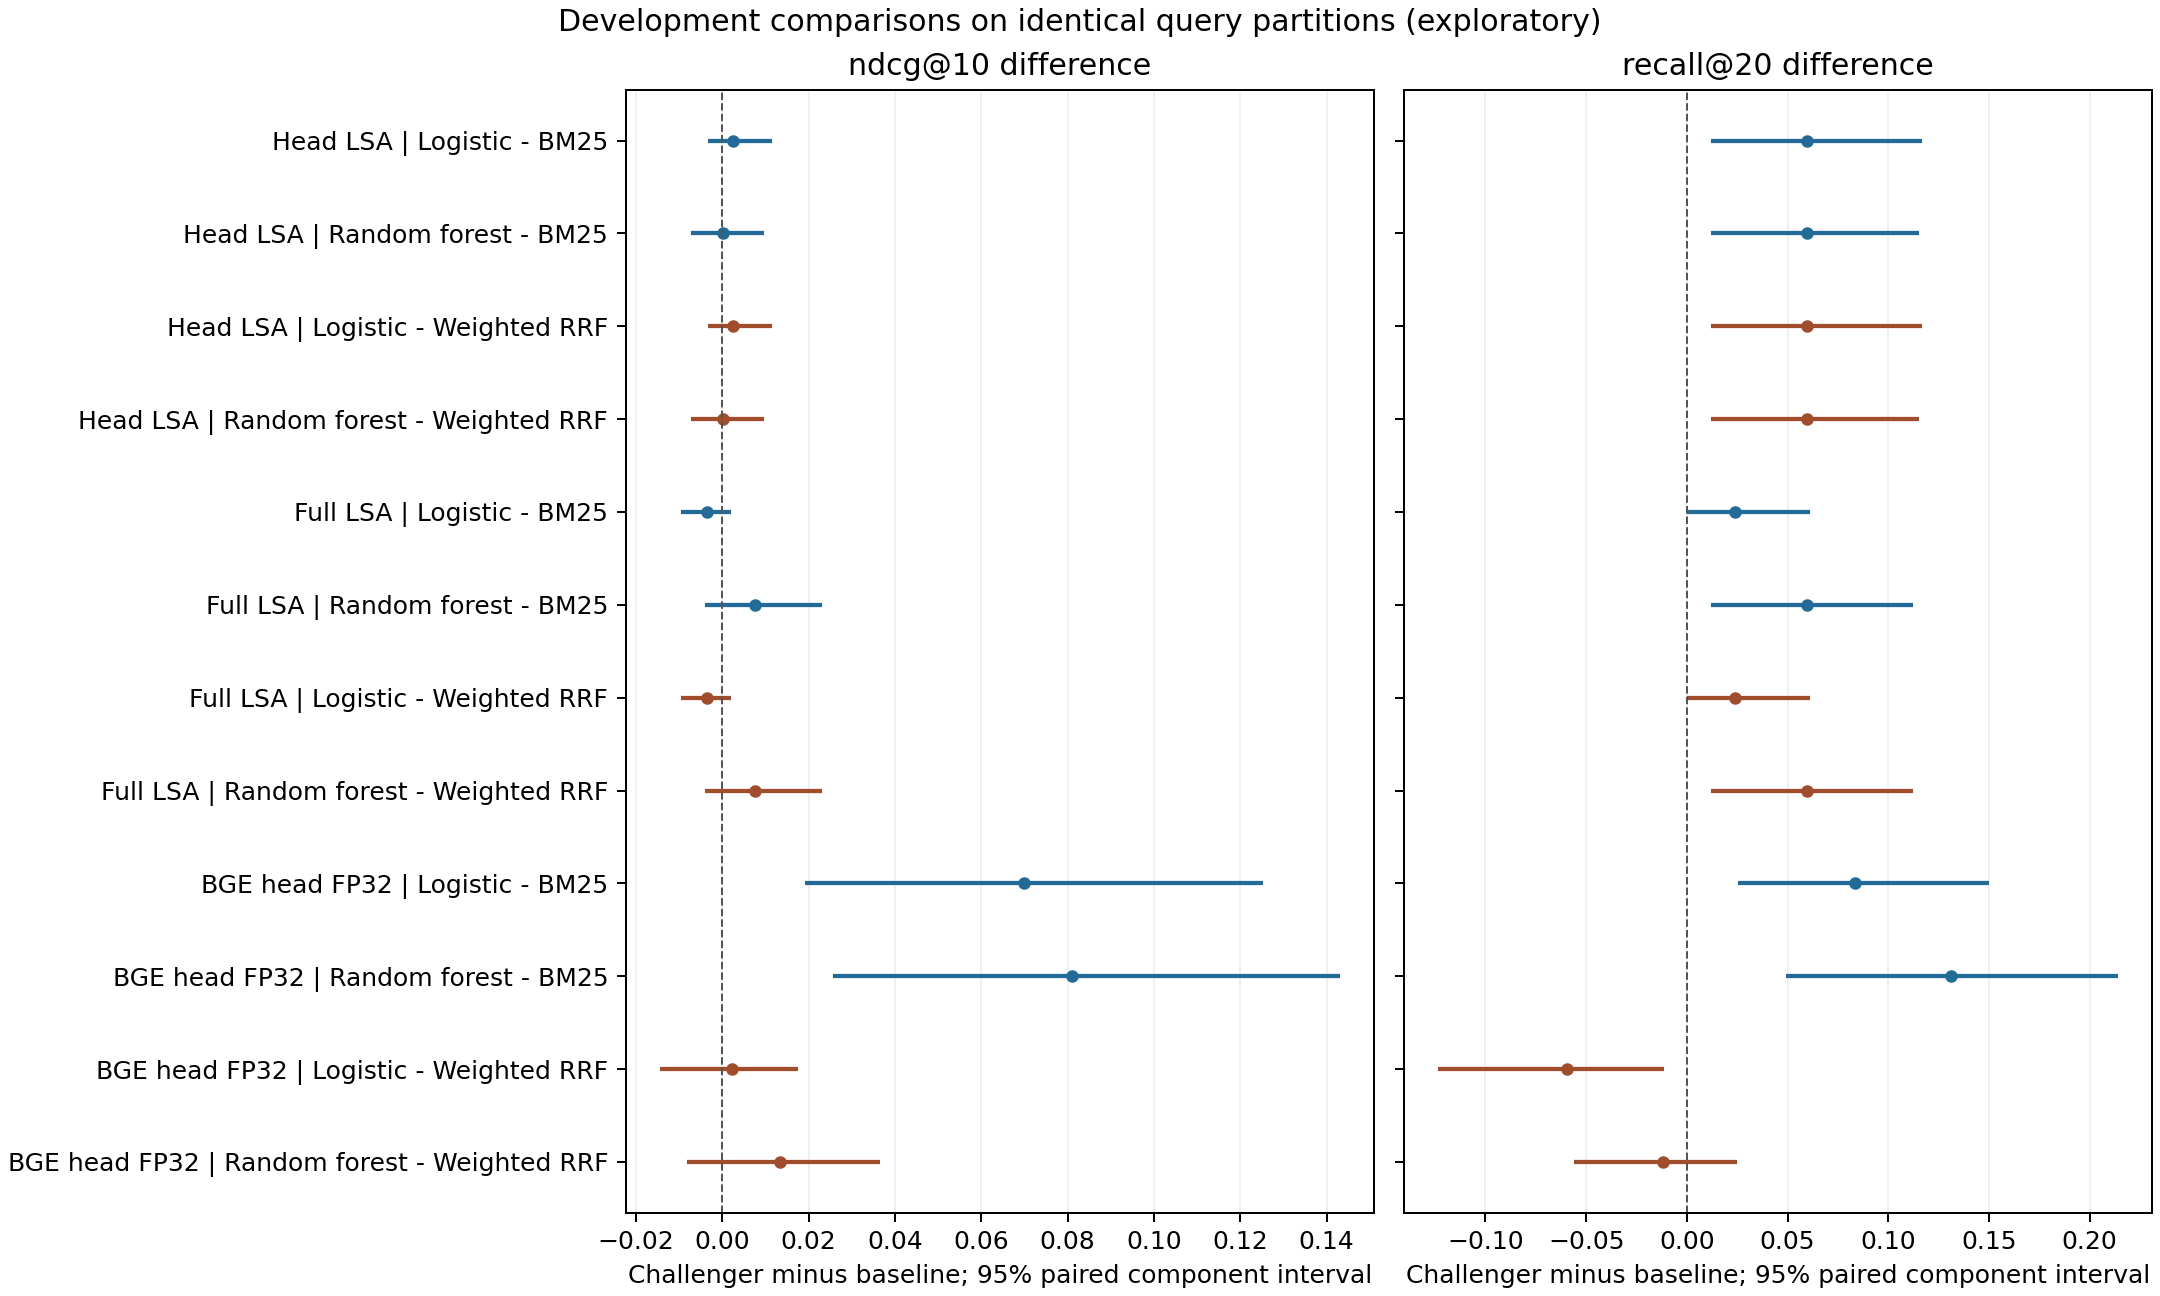 Development comparisons on identical query partitions (exploratory)
ndcg@10 difference
recall@20 difference
Head LSA | Logistic - BM25
Head LSA | Random forest - BM25
Head LSA | Logistic - Weighted RRF
Head LSA | Random forest - Weighted RRF
Full LSA | Logistic - BM25
Full LSA | Random forest - BM25
Full LSA | Logistic - Weighted RRF
Full LSA | Random forest - Weighted RRF
BGE head FP32 | Logistic - BM25
BGE head FP32 | Random forest - BM25
BGE head FP32 | Logistic - Weighted RRF
BGE head FP32 | Random forest - Weighted RRF
−0.02 0.00 0.02 0.04 0.06 0.08 0.10 0.12 0.14
Challenger minus baseline; 95% paired component interval
−0.10 −0.05 0.00 0.05 0.10 0.15 0.20
Challenger minus baseline; 95% paired component interval